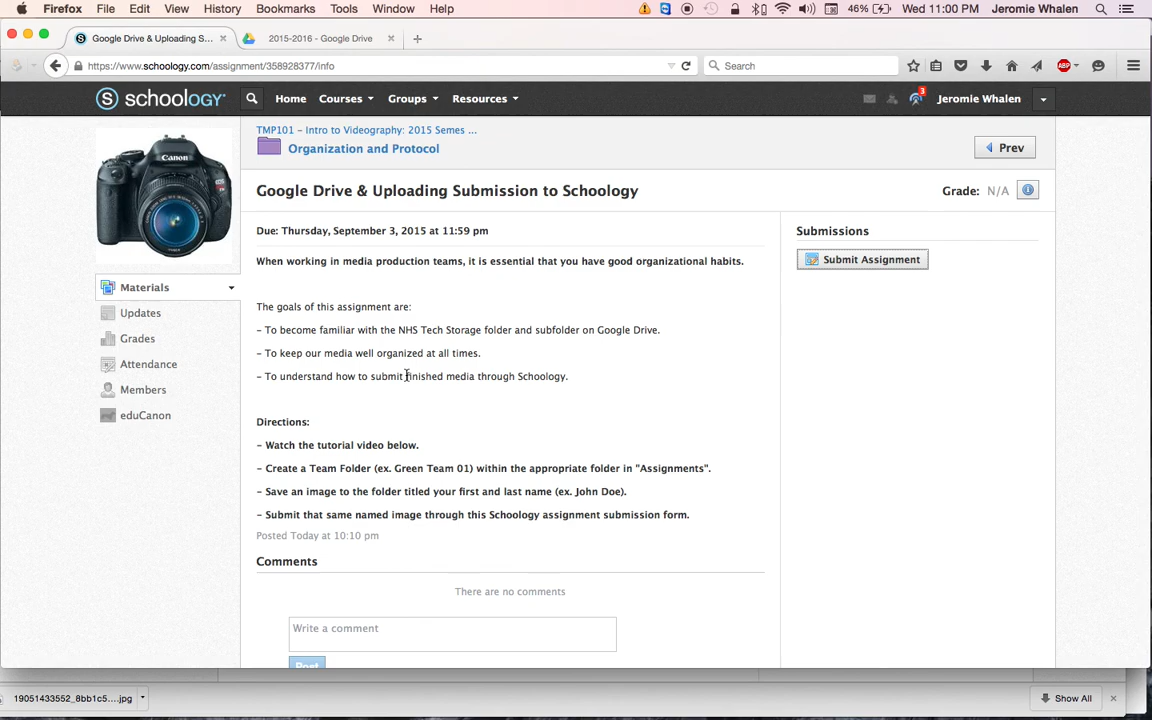 Firefox File Edit View History Bookmarks Tools Window Help 46% Wed 11:00 PM Jeromie Whalen
Google Drive & Uploading S... 2015-2016 - Google Drive
https://www.schoology.com/assignment/358928377/info Search ABP
S schoology Home Courses Groups Resources 3 Jeromie Whalen
TMP101 – Intro to Videography: 2015 Semes ...
Organization and Protocol Prev
Canon
Google Drive & Uploading Submission to Schoology Grade: N/A
Due: Thursday, September 3, 2015 at 11:59 pm Submissions
When working in media production teams, it is essential that you have good organizational habits. Submit Assignment
Materials
Updates
Grades
Attendance
Members
eduCanon
The goals of this assignment are:
– To become familiar with the NHS Tech Storage folder and subfolder on Google Drive.
– To keep our media well organized at all times.
– To understand how to submit finished media through Schoology.
Directions:
– Watch the tutorial video below.
– Create a Team Folder (ex. Green Team 01) within the appropriate folder in "Assignments".
– Save an image to the folder titled your first and last name (ex. John Doe).
– Submit that same named image through this Schoology assignment submission form.
Posted Today at 10:10 pm
Comments
There are no comments
Write a comment
Post
19051433552_8bb1c5....jpg Show All